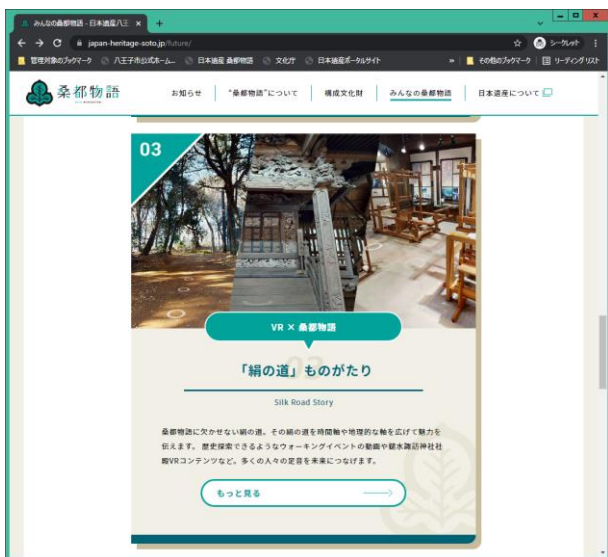 みんなの桑都物語 - 日本遺産八王
japan-heritage-soto.jp/future/
シークレット
管理対象のブックマーク
八王子市公式ホーム...
日本遺産 桑都物語
文化庁
日本遺産ポータルサイト
»
その他のブックマーク
リーディング リスト
桑都物語
お知らせ
“桑都物語”について
構成文化財
みんなの桑都物語
日本遺産について
03
VR × 桑都物語
03
「絹の道」ものがたり
Silk Road Story
桑都物語に欠かせない絹の道。その絹の道を時間軸や地理的な軸を広げて魅力を
伝えます。 歴史探索できるようなウォーキングイベントの動画や鑓水諏訪神社社
殿VRコンテンツなど。多くの人々の足音を未来につなげます。
もっと見る